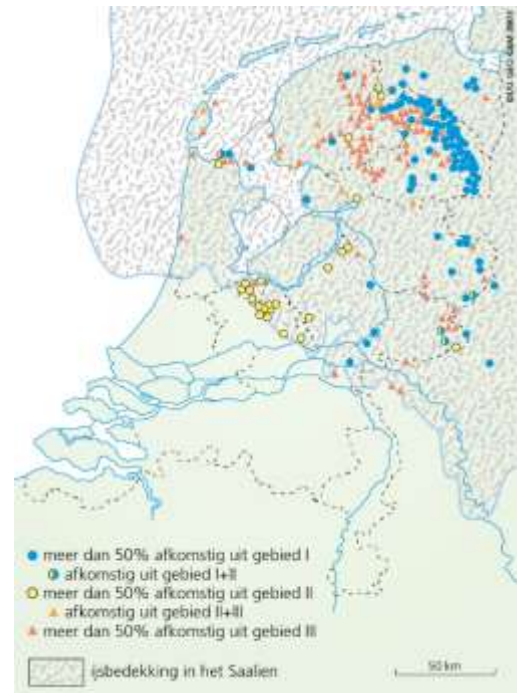 meer dan 50% afkomstig uit gebied I
afkomstig uit gebied I+II
meer dan 50% afkomstig uit gebied II
afkomstig uit gebied II+III
meer dan 50% afkomstig uit gebied III
ijsbedekking in het Saalien
50 km